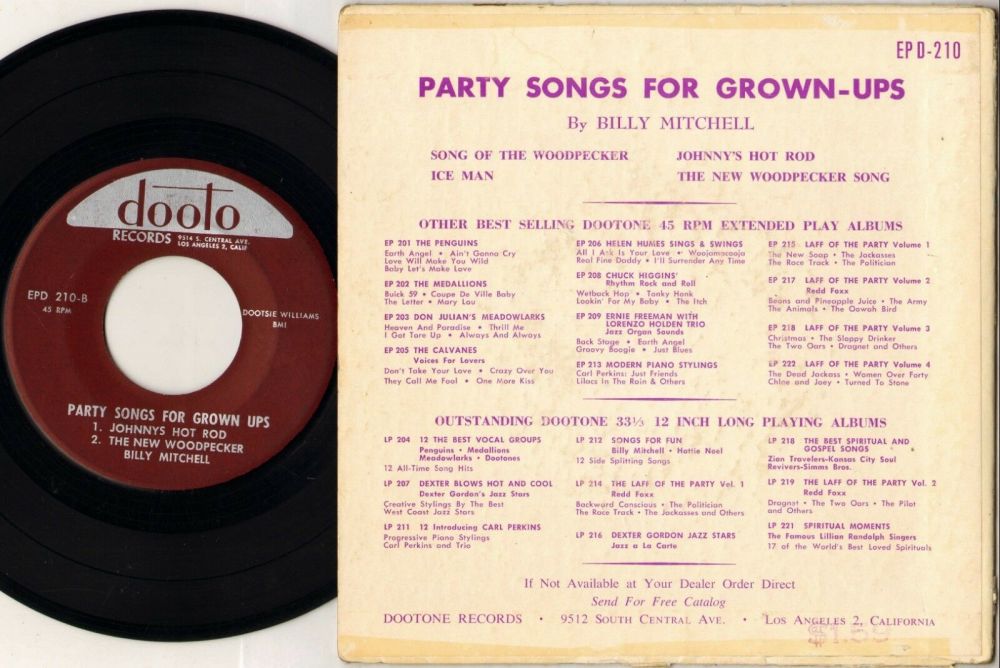 dooto
RECORDS
9514 S. CENTRAL AVE.
LOS ANGELES 2, CALIF
EPD 210-B
45 RPM
DOOTSIE WILLIAMS
BMI
PARTY SONGS FOR GROWN UPS
1. JOHNNYS HOT ROD
2. THE NEW WOODPECKER
BILLY MITCHELL
EPD-210
PARTY SONGS FOR GROWN-UPS
By BILLY MITCHELL
SONG OF THE WOODPECKER
ICE MAN
JOHNNY'S HOT ROD
THE NEW WOODPECKER SONG
OTHER BEST SELLING DOOTONE 45 RPM EXTENDED PLAY ALBUMS
EP 201 THE PENGUINS
Earth Angel • Ain't Gonna Cry
Love Will Make You Wild
Baby Let's Make Love
EP 202 THE MEDALLIONS
Buick 59 • Coupe De Ville Baby
The Letter • Mary Lou
EP 203 DON JULIAN'S MEADOWLARKS
Heaven And Paradise • Thrill Me
I Got Tore Up • Always And Always
EP 205 THE CALVANES
Voices For Lovers
Don't Take Your Love • Crazy Over You
They Call Me Fool • One More Kiss
EP 206 HELEN HUMES SINGS & SWINGS
All I Ask Is Your Love • Woojamacooja
Real Fine Daddy • I'll Surrender Any Time
EP 208 CHUCK HIGGINS'
Rhythm Rock and Roll
Wetback Hop • Tonky Honk
Lookin' For My Baby • The Itch
EP 209 ERNIE FREEMAN WITH
LORENZO HOLDEN TRIO
Jazz Organ Sounds
Back Stage • Earth Angel
Groovy Boogie • Just Blues
EP 213 MODERN PIANO STYLINGS
Carl Perkins: Just Friends
Lilacs In The Rain & Others
EP 215 LAFF OF THE PARTY Volume 1
The New Soap • The Jackasses
The Race Track • The Politician
EP 217 LAFF OF THE PARTY Volume 2
Redd Foxx
Beans and Pineapple Juice • The Army
The Animals • The Oowah Bird
EP 218 LAFF OF THE PARTY Volume 3
Christmas • The Sloppy Drinker
The Two Oars • Dragnet and Others
EP 222 LAFF OF THE PARTY Volume 4
The Dead Jackass • Women Over Forty
Chloe and Joey • Turned To Stone
OUTSTANDING DOOTONE 33⅓ 12 INCH LONG PLAYING ALBUMS
LP 204 12 THE BEST VOCAL GROUPS
Penguins • Medallions
Meadowlarks • Dootones
12 All-Time Song Hits
LP 207 DEXTER BLOWS HOT AND COOL
Dexter Gordon's Jazz Stars
Creative Stylings By The Best
West Coast Jazz Stars
LP 211 12 Introducing CARL PERKINS
Progressive Piano Stylings
Carl Perkins and Trio
LP 212 SONGS FOR FUN
Billy Mitchell • Hattie Noel
12 Side Splitting Songs
LP 214 THE LAFF OF THE PARTY Vol. 1
Redd Foxx
Backward Conscious • The Politician
The Race Track • The Jackasses and Others
LP 216 DEXTER GORDON JAZZ STARS
Jazz a La Carte
LP 218 THE BEST SPIRITUAL AND
GOSPEL SONGS
Zion Travelers-Kansas City Soul
Revivers-Simms Bros.
LP 219 THE LAFF OF THE PARTY Vol. 2
Redd Foxx
Dragnet • The Two Oars • The Pilot
and Others
LP 221 SPIRITUAL MOMENTS
The Famous Lillian Randolph Singers
17 of the World's Best Loved Spirituals
If Not Available at Your Dealer Order Direct
Send For Free Catalog
DOOTONE RECORDS • 9512 SOUTH CENTRAL AVE. • LOS ANGELES 2, CALIFORNIA